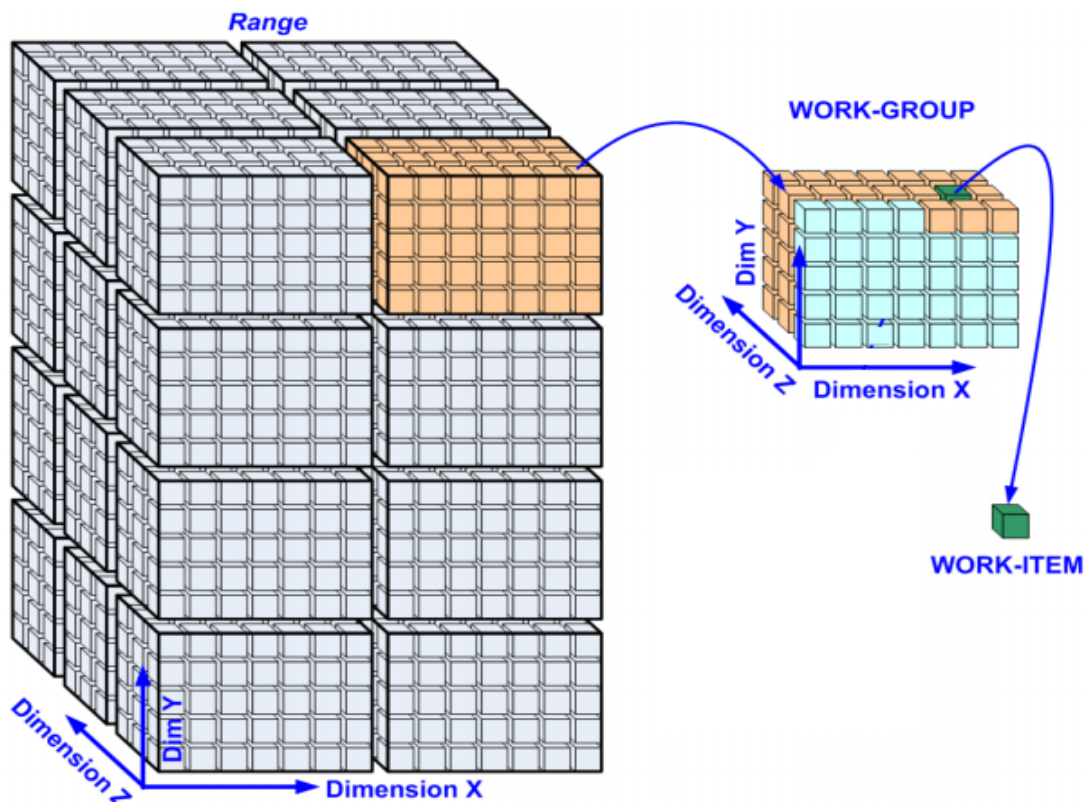 Range
WORK-GROUP
Dim Y
Dimension Z
Dimension X
WORK-ITEM
Dim Y
Dimension Z
Dimension X